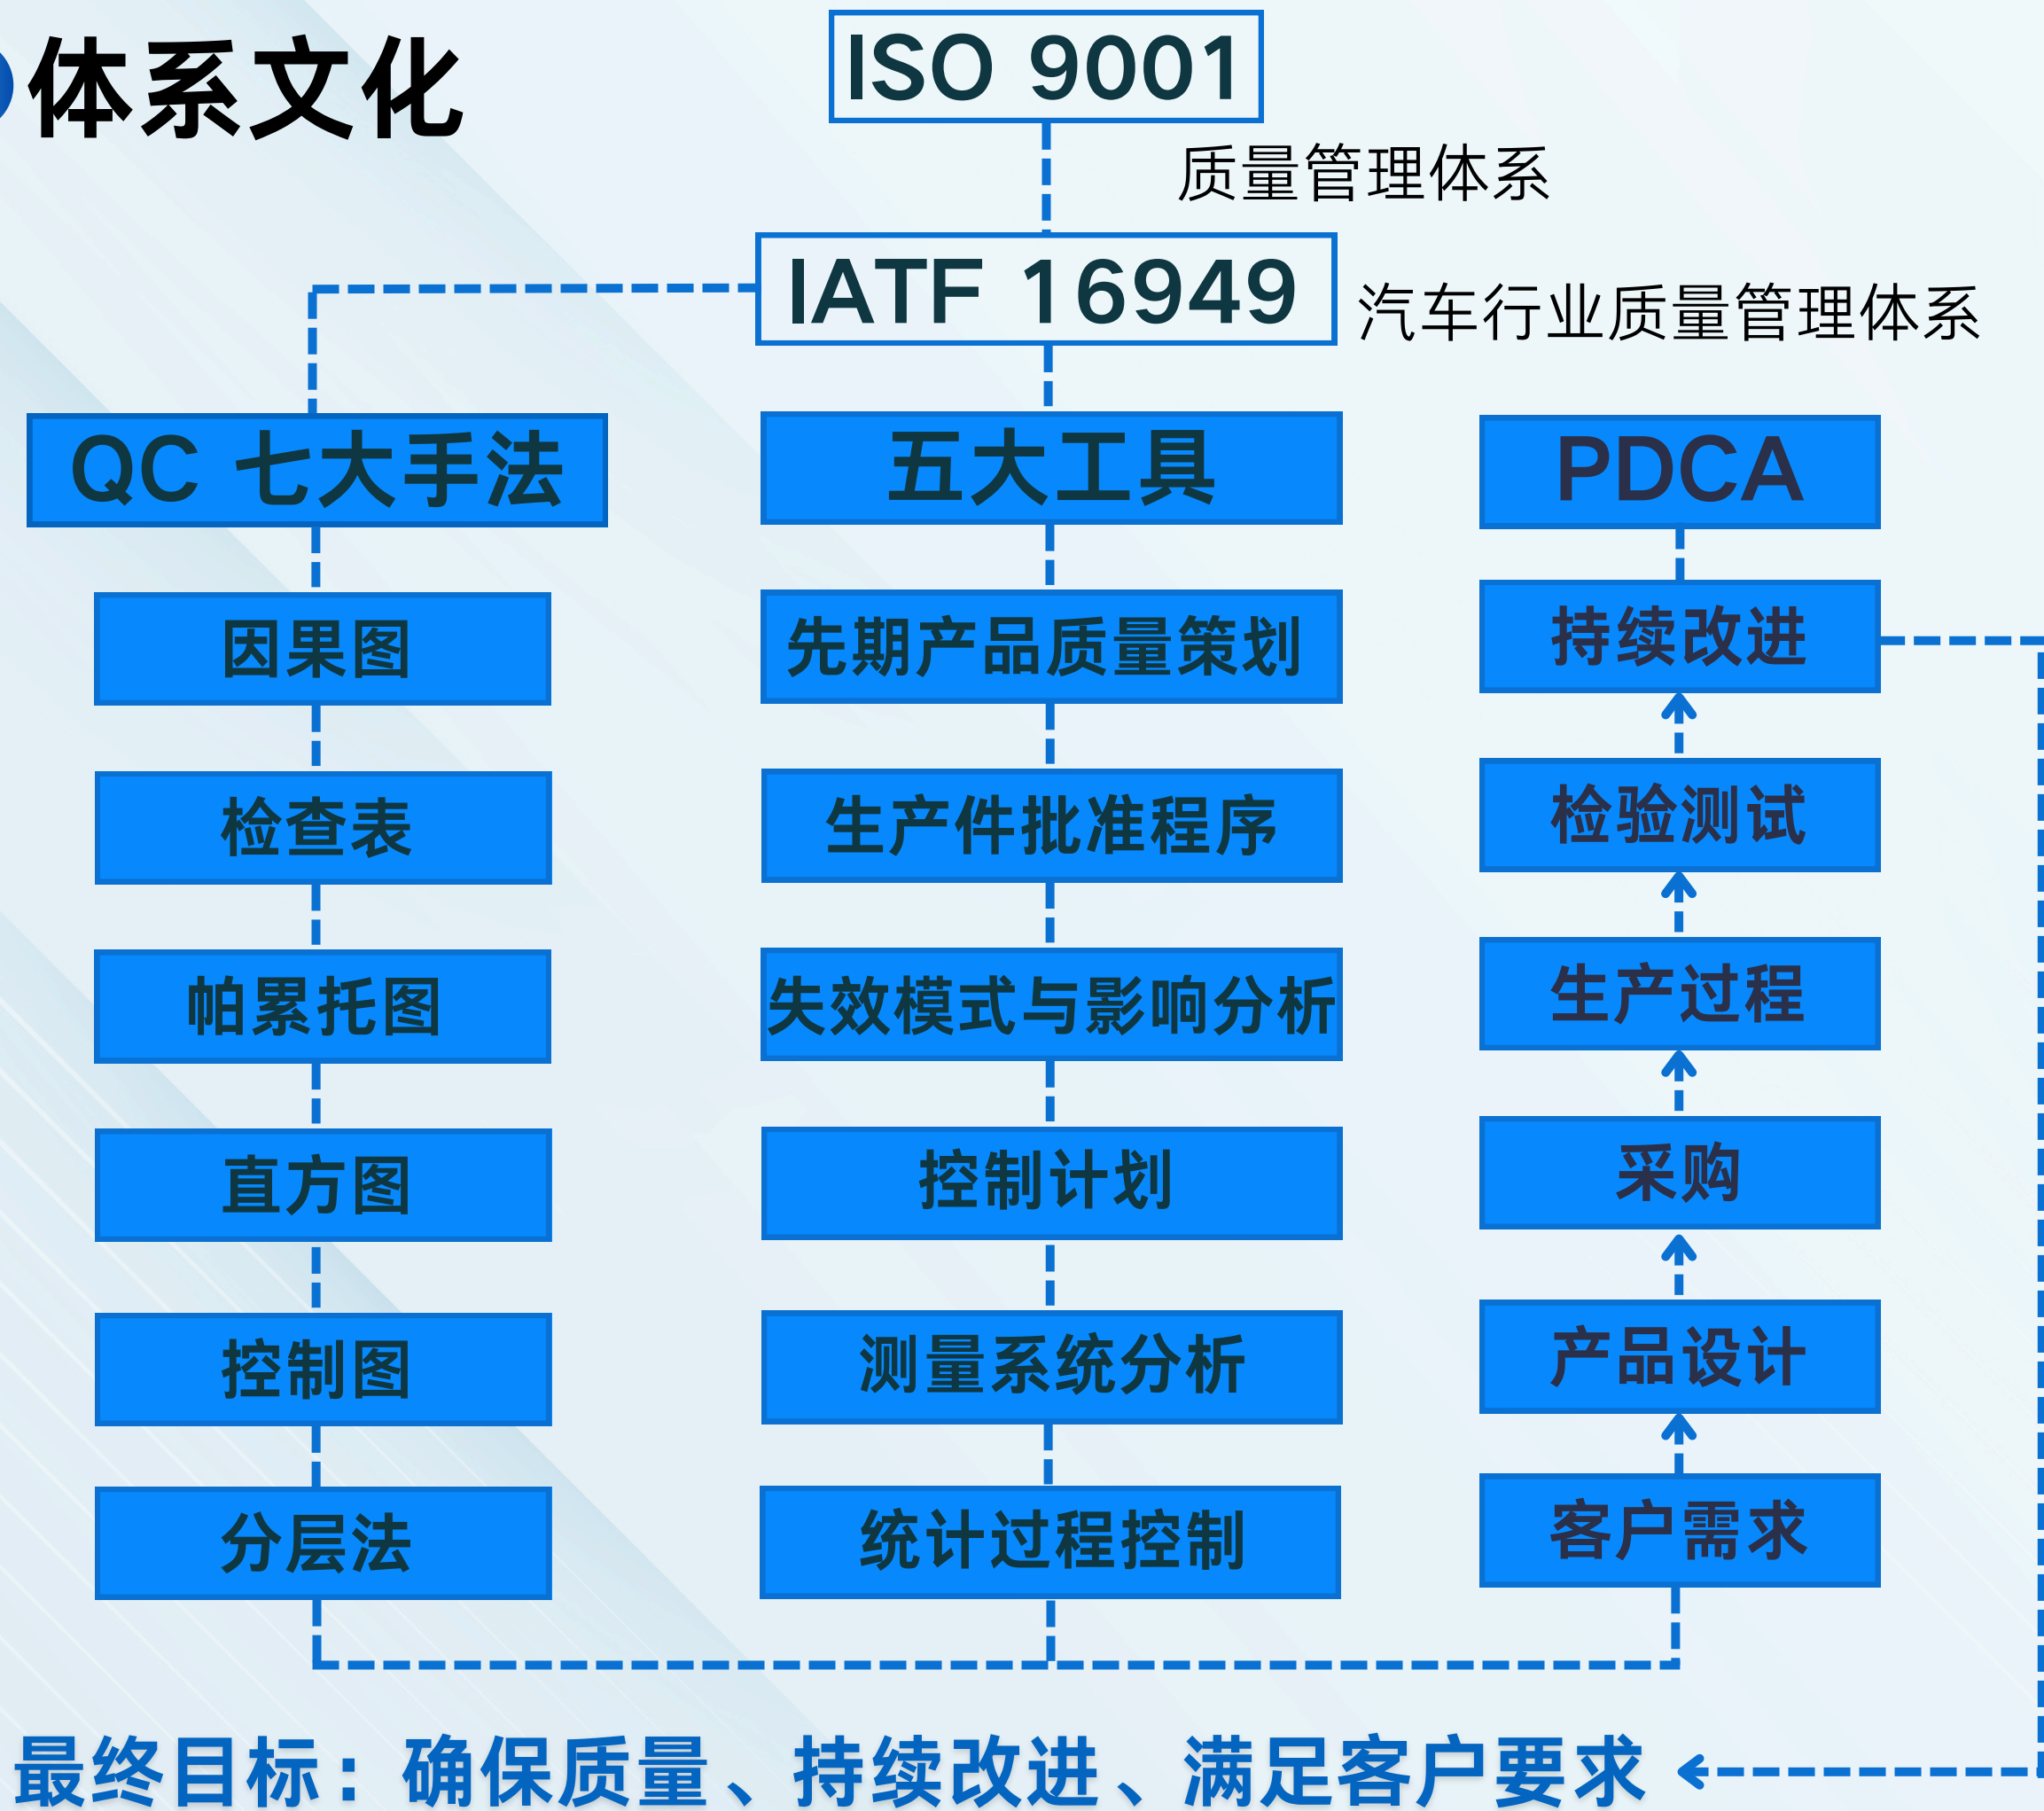 体系文化
ISO 9001
质量管理体系
IATF 16949
汽车行业质量管理体系
QC 七大手法
因果图
检查表
帕累托图
直方图
控制图
分层法
五大工具
先期产品质量策划
生产件批准程序
失效模式与影响分析
控制计划
测量系统分析
统计过程控制
PDCA
持续改进
检验测试
生产过程
采购
产品设计
客户需求
最终目标：确保质量、持续改进、满足客户要求